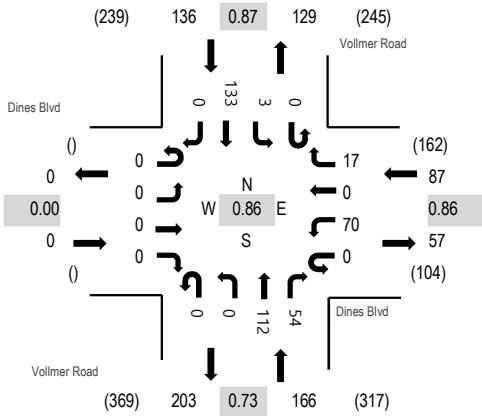 (239) 136 0.87 129 (245)
Vollmer Road
Dines Blvd
0 133 3 0
() 0 17 (162)
0 0 0 87
N
0.00 W 0.86 E 0.86
S
0 0 70 57
() 0 0 (104)
0 0 112 54
Dines Blvd
Vollmer Road
(369) 203 0.73 166 (317)